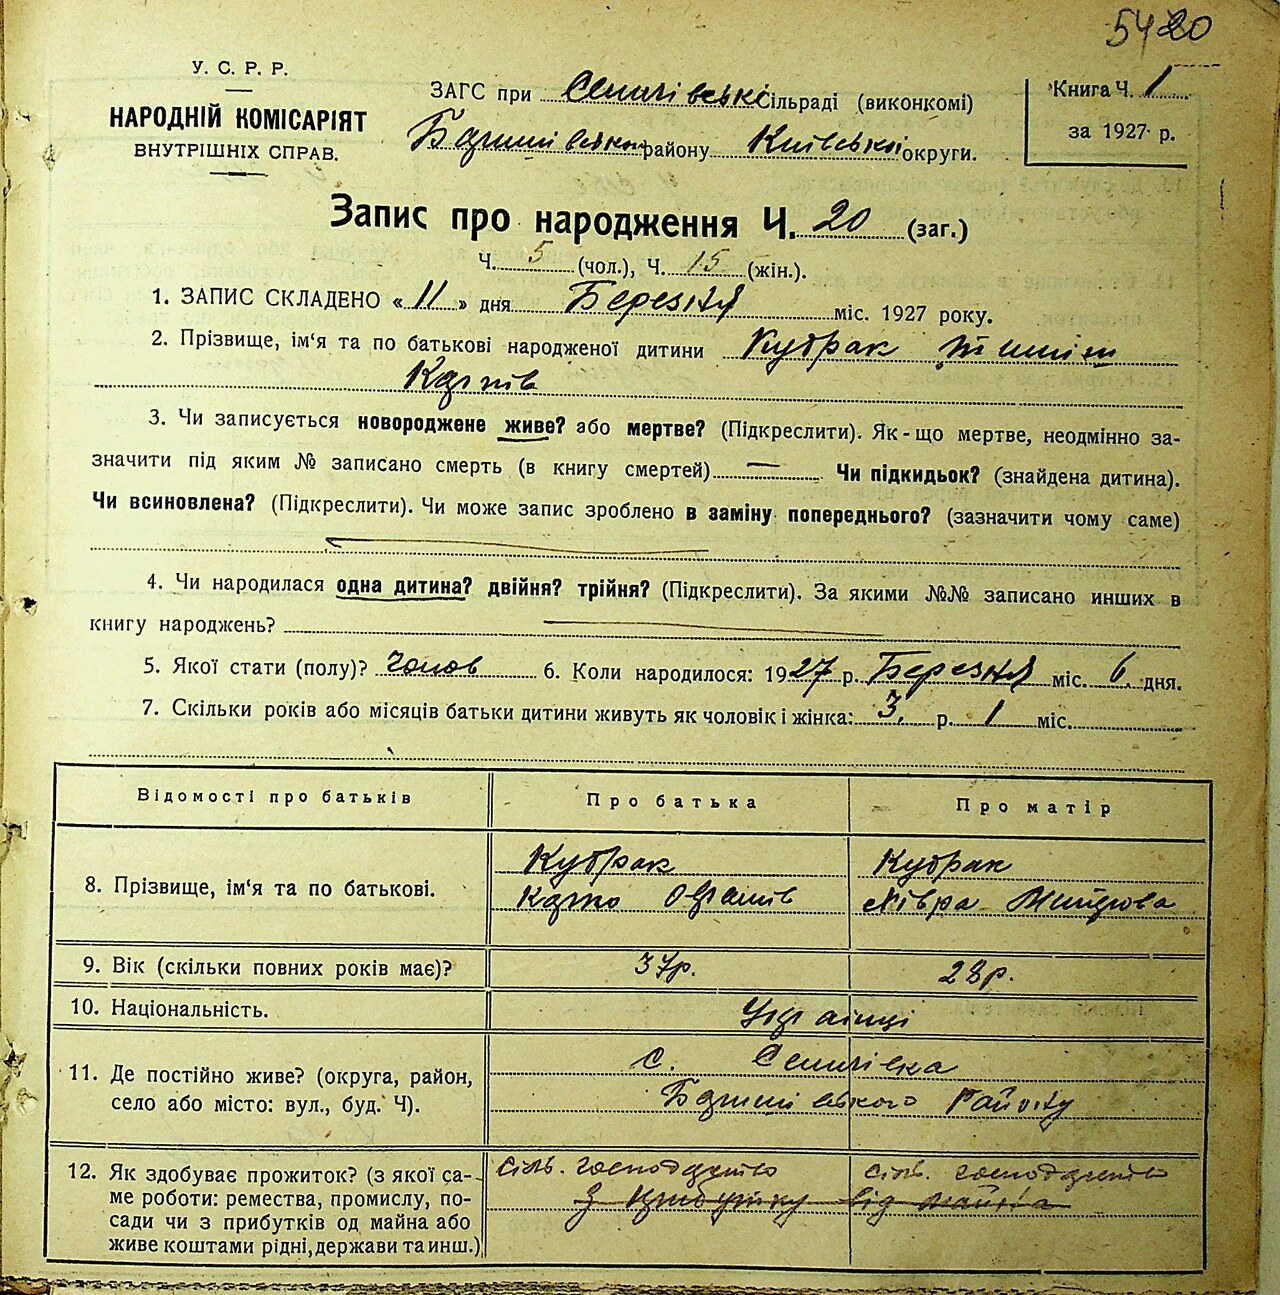 5420
У. С. Р. Р.
НАРОДНІЙ КОМІСАРІЯТ
ВНУТРІШНІХ СПРАВ.
ЗАГС при Семигівські сільраді (виконкомі)
району Київської округи.
Книга Ч. 1
за 1927 р.
Запис про народження Ч. 20 (заг.)
Ч. 5 (чол.), Ч. 15 (жін.).
1. ЗАПИС СКЛАДЕНО «11» дня Березня міс. 1927 року.
2. Прізвище, ім‘я та по батькові народженої дитини Кубрак
Карпів
3. Чи записується новороджене живе? або мертве? (Підкреслити). Як-що мертве, неодмінно за-
значити під яким № записано смерть (в книгу смертей) — Чи підкидьок? (знайдена дитина).
Чи всиновлена? (Підкреслити). Чи може запис зроблено в заміну попереднього? (зазначити чому саме)
4. Чи народилася одна дитина? двійня? трійня? (Підкреслити). За якими №№ записано инших в
книгу народжень?
5. Якої стати (полу)? Чолов 6. Коли народилося: 1927 р. Березня міс. 6 дня.
7. Скільки років або місяців батьки дитини живуть як чоловік і жінка: 3 р. 1 міс.
Відомості про батьків Про батька Про матір
8. Прізвище, ім‘я та по батькові.
Кубрак Кубрак
Карпо
9. Вік (скільки повних років має)? 37р. 28р.
10. Національність. Українці
11. Де постійно живе? (округа, район,
село або місто: вул., буд. Ч).
с.
Району
12. Як здобуває прожиток? (з якої са-
ме роботи: ремества, промислу, по-
сади чи з прибутків од майна або
живе коштами рідні, держави та инш.)
сільв. господарство сільв. господарство
з прибутку від майна